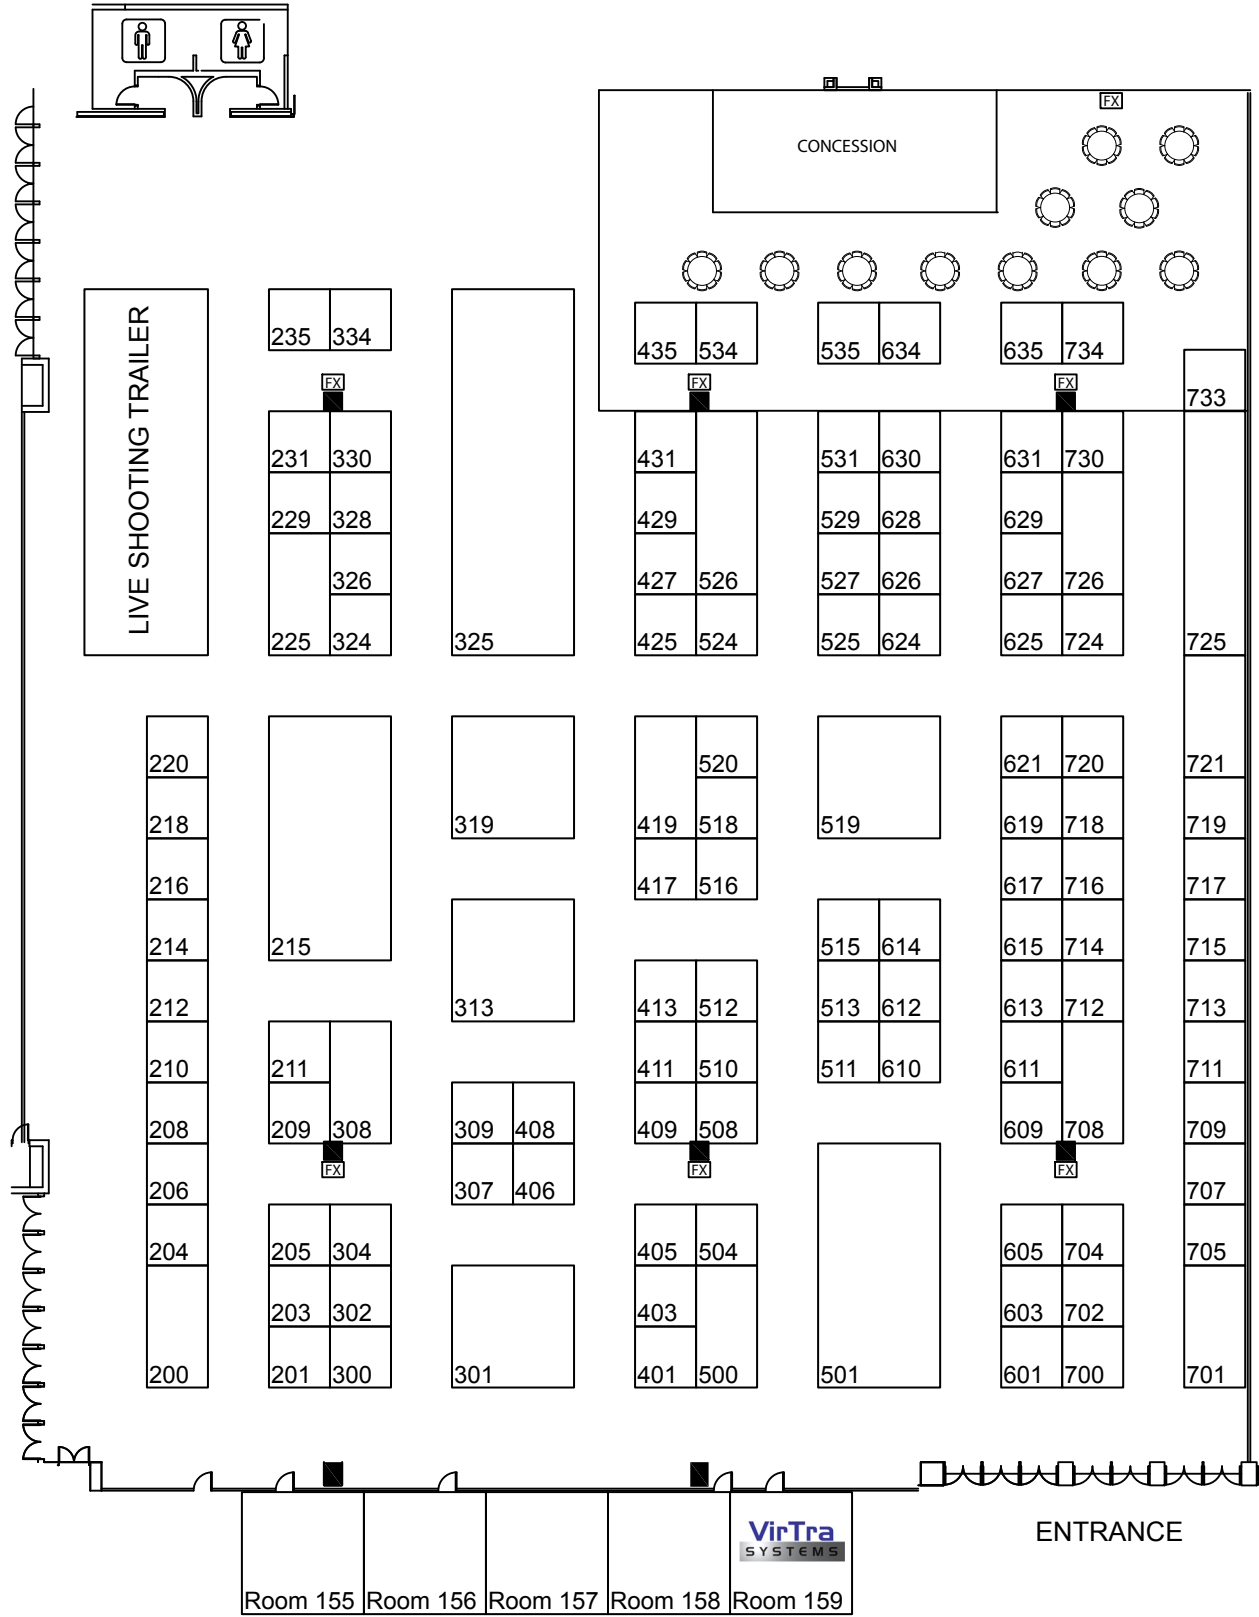 FX
CONCESSION
LIVE SHOOTING TRAILER
235 334
435 534 535 634 635 734
FX FX FX
733
231 330 431 531 630 631 730
229 328 429 529 628 629
326 427 526 527 626 627 726
225 324 325 425 524 525 624 625 724 725
220 520 621 720 721
218 319 419 518 519 619 718 719
216 417 516 617 716 717
214 215 515 614 615 714 715
212 313 413 512 513 612 613 712 713
210 211 411 510 511 610 611 711
208 209 308 309 408 409 508 609 708 709
FX FX FX
206 307 406 707
204 205 304 405 504 605 704 705
203 302 403 603 702
200 201 300 301 401 500 501 601 700 701
VirTra
SYSTEMS
ENTRANCE
Room 155 Room 156 Room 157 Room 158 Room 159